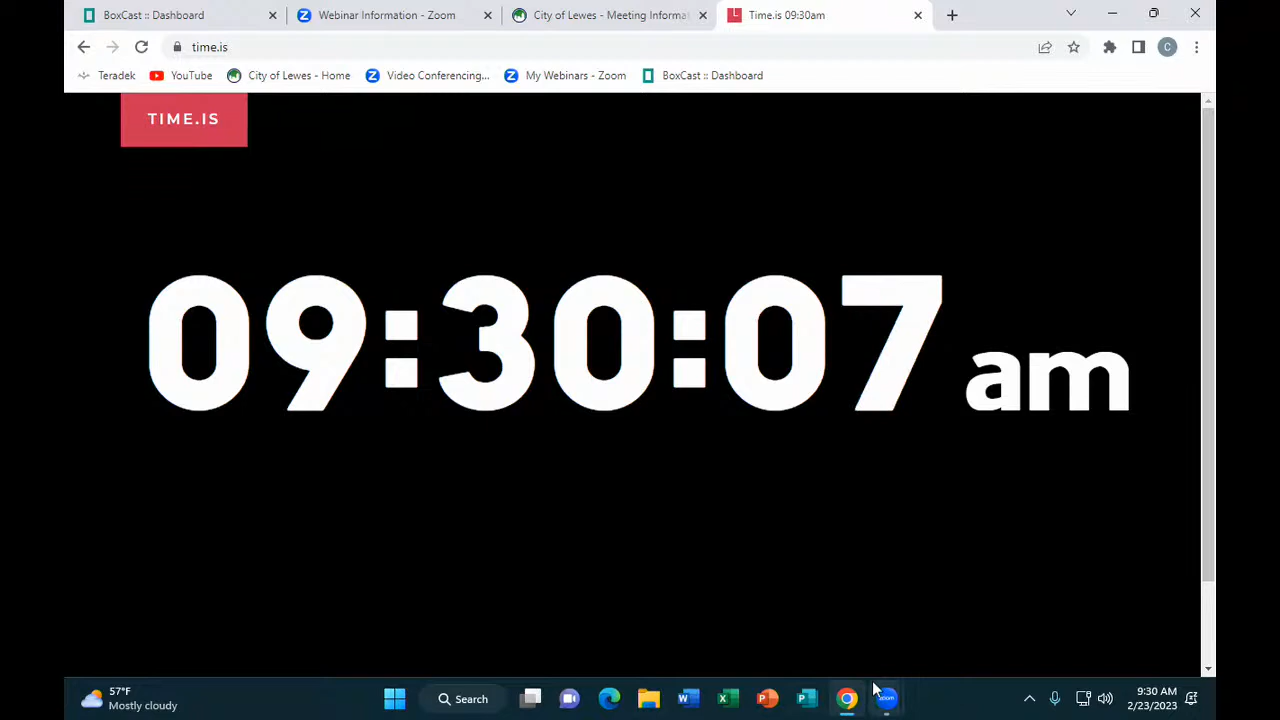 BoxCast :: Dashboard
Webinar Information - Zoom
City of Lewes - Meeting Informat
Time.is 09:30am
time.is
C
Teradek
YouTube
City of Lewes - Home
Video Conferencing...
My Webinars - Zoom
BoxCast :: Dashboard
TIME.IS
09:30:07 am
57°F
Mostly cloudy
Search
zoom
9:30 AM
2/23/2023